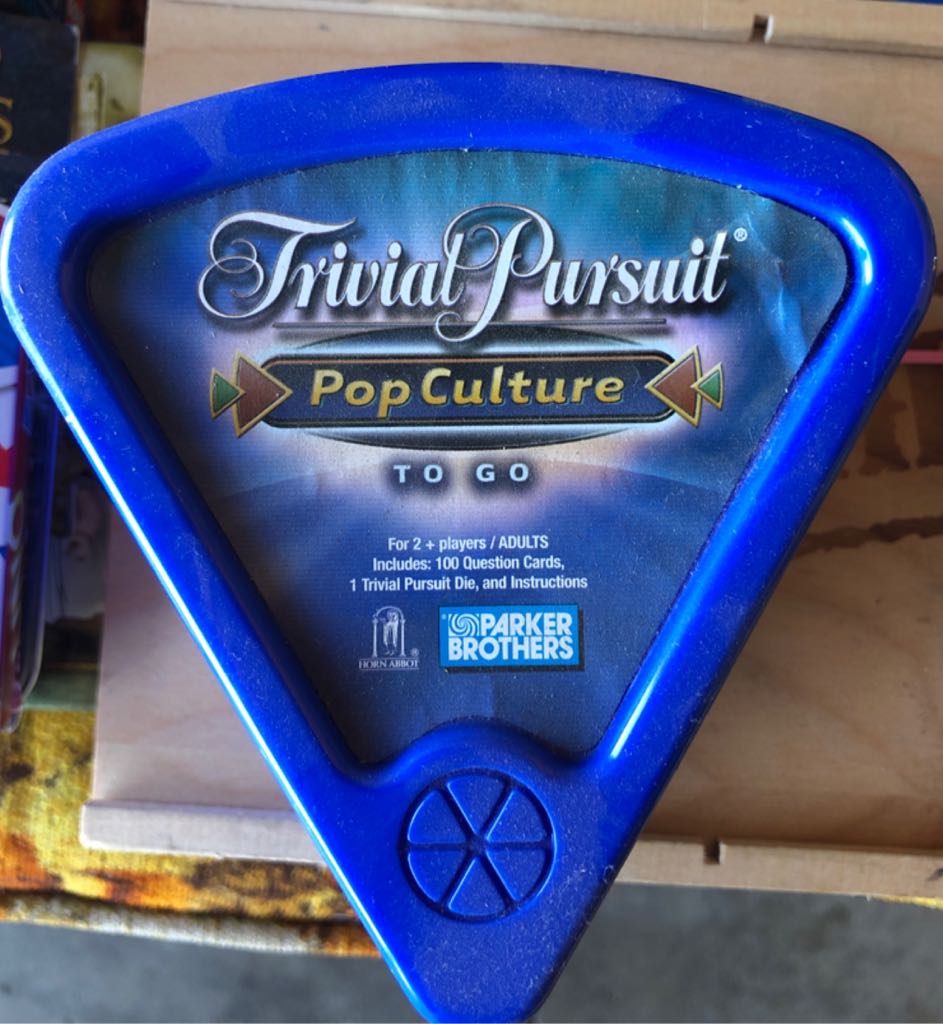 Trivial Pursuit®
Pop Culture
TO GO
For 2 + players / ADULTS
Includes: 100 Question Cards,
1 Trivial Pursuit Die, and Instructions
HORN ABBOT ®
PARKER
BROTHERS
S